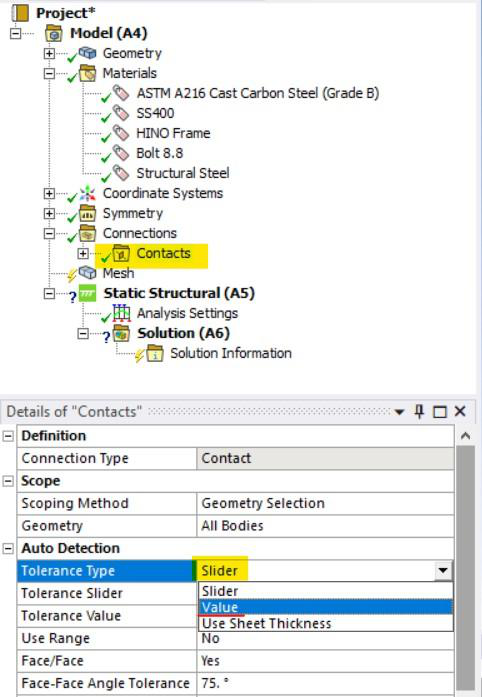 Project*
Model (A4)
Geometry
Materials
ASTM A216 Cast Carbon Steel (Grade B)
SS400
HINO Frame
Bolt 8.8
Structural Steel
Coordinate Systems
Symmetry
Connections
Contacts
Mesh
Static Structural (A5)
Analysis Settings
Solution (A6)
Solution Information
Details of "Contacts"
Definition
Connection Type Contact
Scope
Scoping Method Geometry Selection
Geometry All Bodies
Auto Detection
Tolerance Type Slider
Tolerance Slider Slider
Tolerance Value Value
Use Sheet Thickness
Use Range No
Face/Face Yes
Face-Face Angle Tolerance 75. °